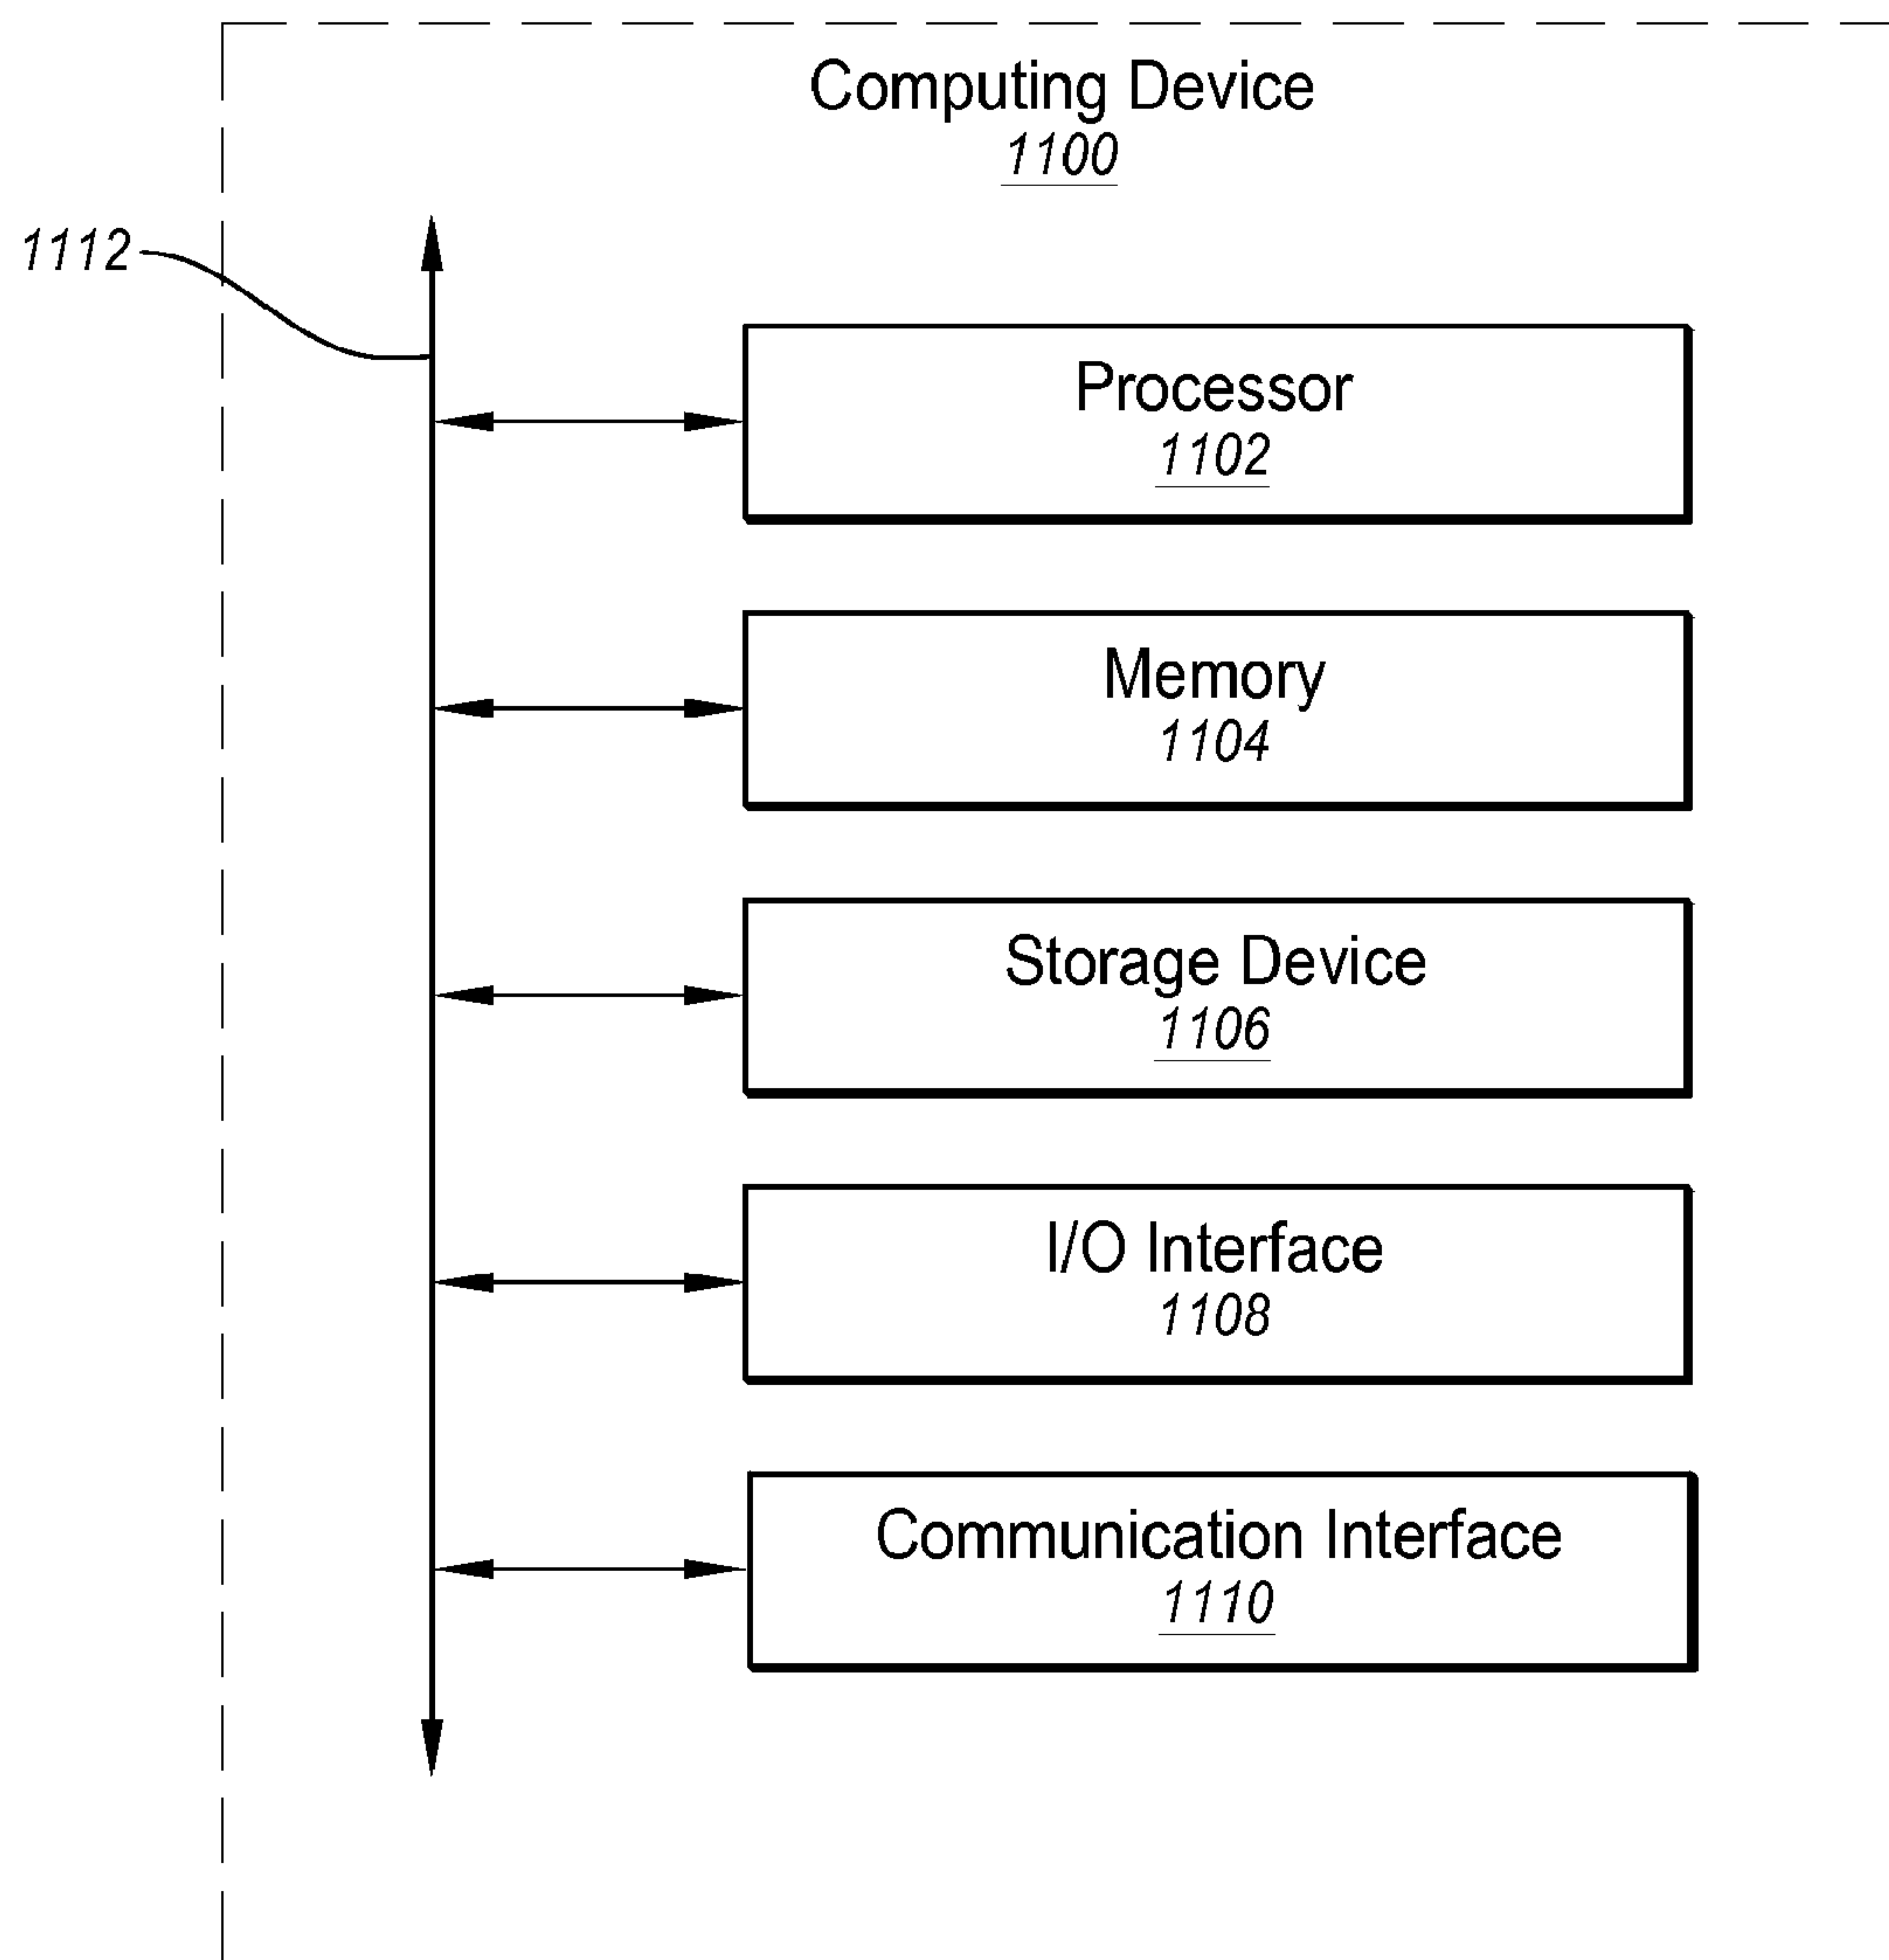 Computing Device
1100
1112
Processor
1102
Memory
1104
Storage Device
1106
I/O Interface
1108
Communication Interface
1110